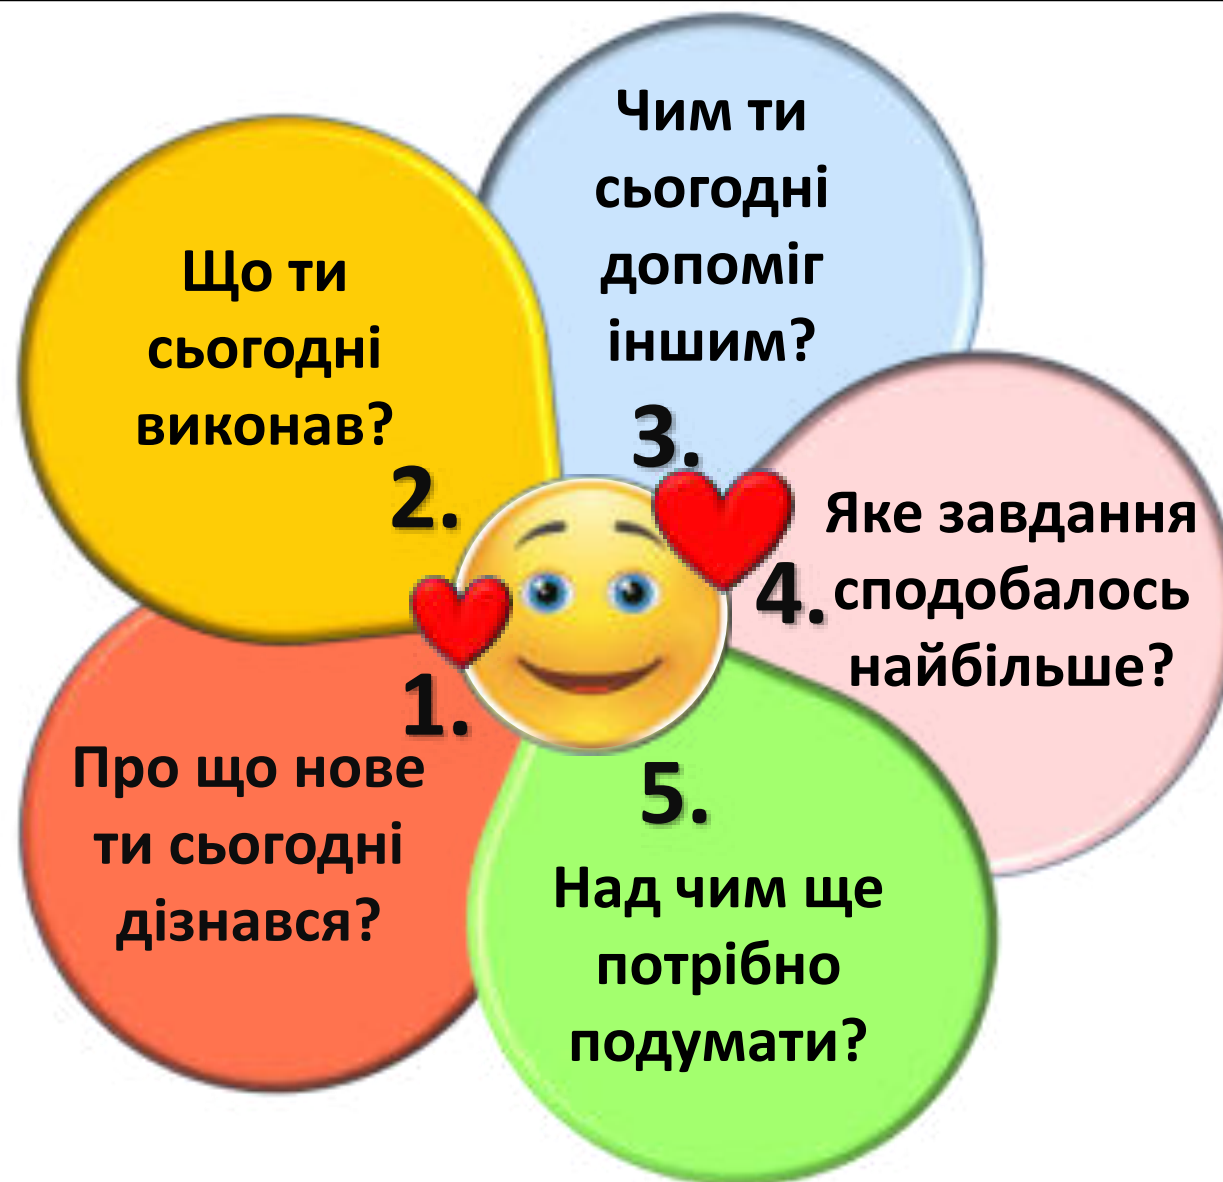 1.
Про що нове
ти сьогодні
дізнався?
2.
Що ти
сьогодні
виконав?
3.
Чим ти
сьогодні
допоміг
іншим?
4.
Яке завдання
сподобалось
найбільше?
5.
Над чим ще
потрібно
подумати?